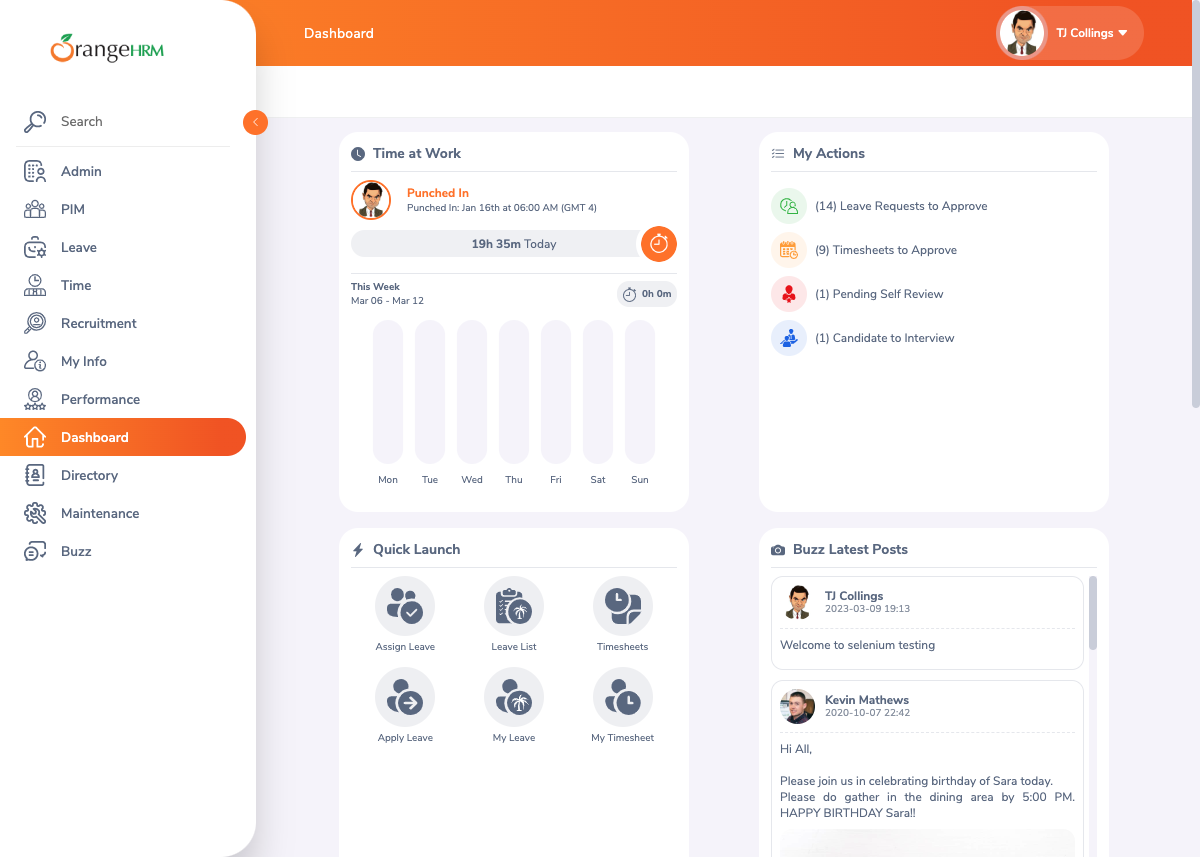 OrangeHRM
Dashboard
TJ Collings
Search
Admin
PIM
Leave
Time
Recruitment
My Info
Performance
Dashboard
Directory
Maintenance
Buzz
Time at Work
Punched In
Punched In: Jan 16th at 06:00 AM (GMT 4)
19h 35m Today
This Week
Mar 06 - Mar 12
0h 0m
Mon Tue Wed Thu Fri Sat Sun
My Actions
(14) Leave Requests to Approve
(9) Timesheets to Approve
(1) Pending Self Review
(1) Candidate to Interview
Quick Launch
Assign Leave Leave List Timesheets
Apply Leave My Leave My Timesheet
Buzz Latest Posts
TJ Collings
2023-03-09 19:13
Welcome to selenium testing
Kevin Mathews
2020-10-07 22:42
Hi All,
Please join us in celebrating birthday of Sara today.
Please do gather in the dining area by 5:00 PM.
HAPPY BIRTHDAY Sara!!